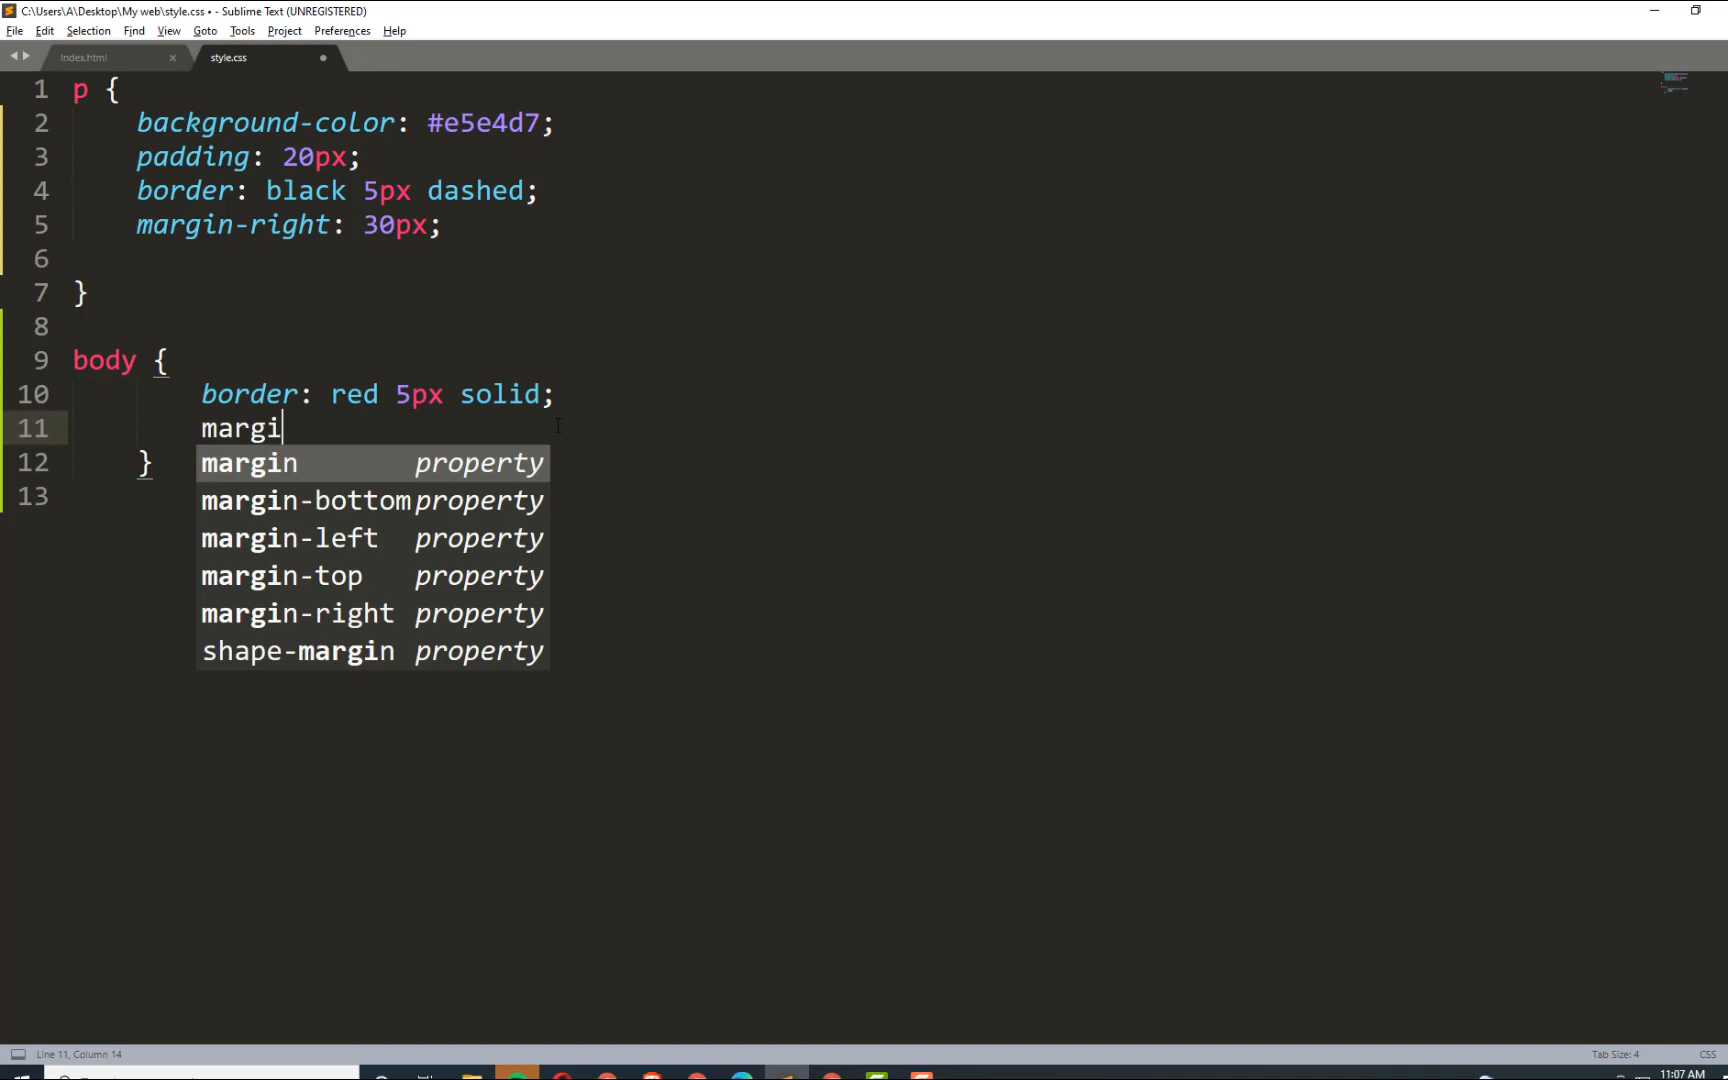 C:\Users\A\Desktop\My web\style.css • - Sublime Text (UNREGISTERED)
File Edit Selection Find View Goto Tools Project Preferences Help
index.html × style.css
1 p {
2 background-color: #e5e4d7;
3 padding: 20px;
4 border: black 5px dashed;
5 margin-right: 30px;
6
7 }
8
9 body {
10 border: red 5px solid;
11 margi
margin property
12 }
margin-bottom property
13
margin-left property
margin-top property
margin-right property
shape-margin property
Line 11, Column 14 Tab Size: 4 CSS
11:07 AM